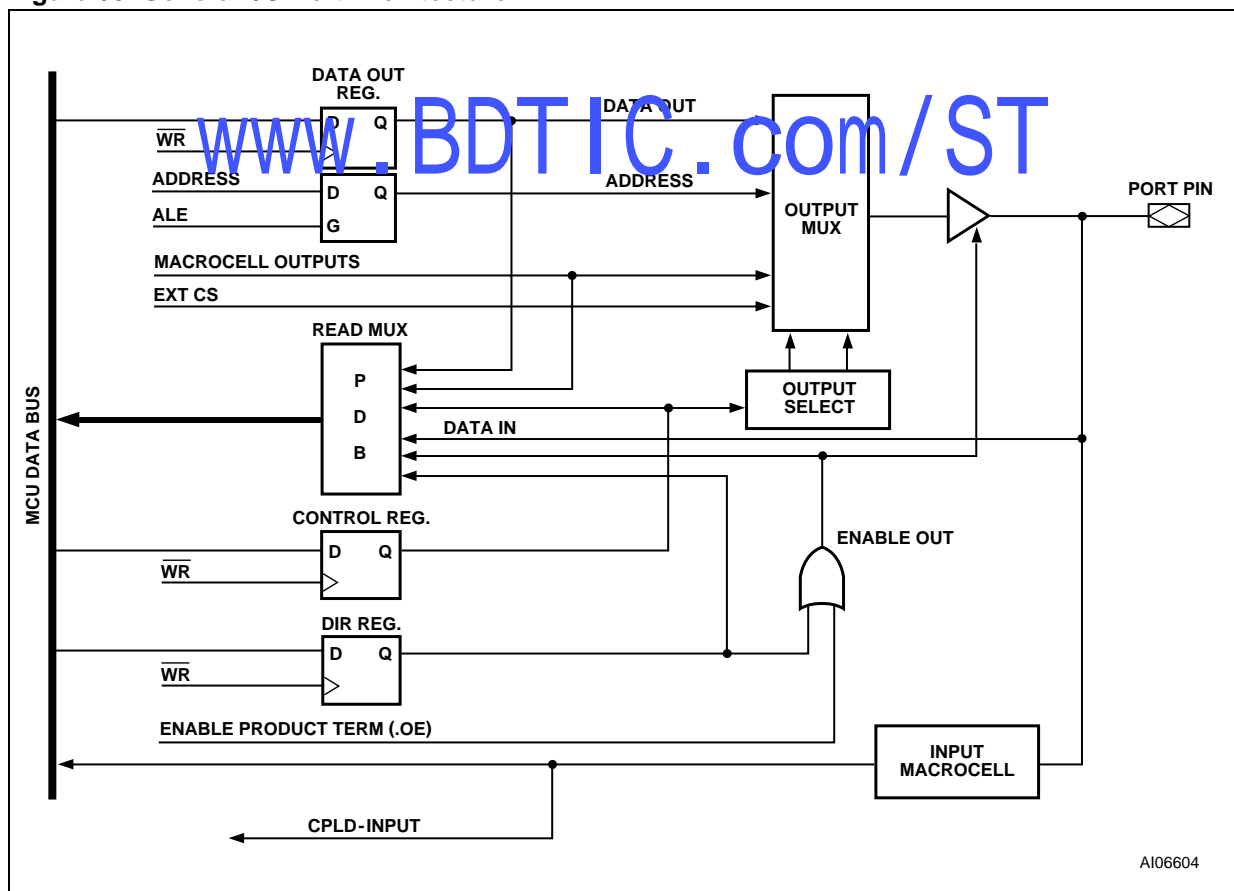 DATA OUT
REG.
D Q
DATA OUT
WR
www.BDTIC.com/ST
ADDRESS
D Q
ADDRESS
ALE
G
OUTPUT
MUX
PORT PIN
MACROCELL OUTPUTS
EXT CS
READ MUX
P
D
B
OUTPUT
SELECT
DATA IN
MCU DATA BUS
CONTROL REG.
D Q
WR
ENABLE OUT
DIR REG.
D Q
WR
ENABLE PRODUCT TERM (.OE)
INPUT
MACROCELL
CPLD-INPUT
AI06604